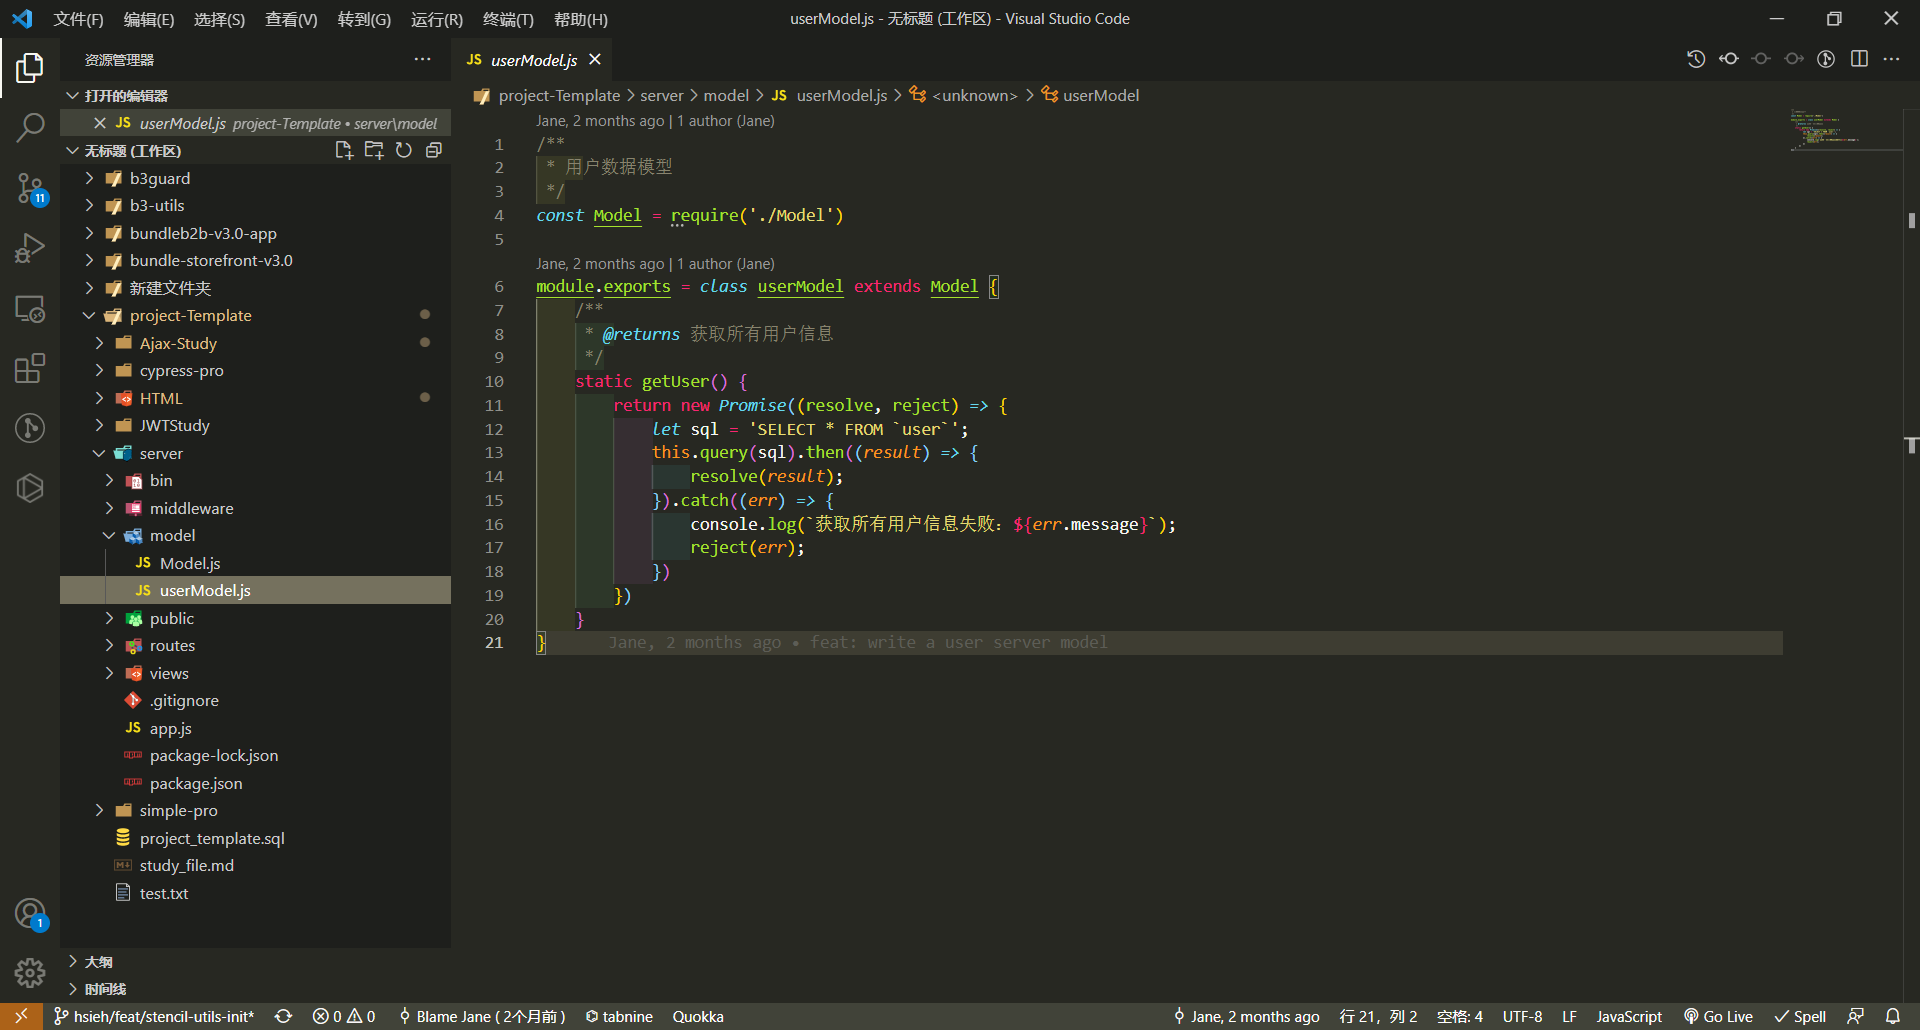 文件(F) 编辑(E) 选择(S) 查看(V) 转到(G) 运行(R) 终端(T) 帮助(H) userModel.js - 无标题 (工作区) - Visual Studio Code
资源管理器
打开的编辑器
JS userModel.js project-Template • server\model
无标题 (工作区)
b3guard
b3-utils
bundleb2b-v3.0-app
bundle-storefront-v3.0
新建文件夹
project-Template
Ajax-Study
cypress-pro
HTML
JWTStudy
server
bin
middleware
model
JS Model.js
JS userModel.js
public
routes
views
.gitignore
JS app.js
package-lock.json
package.json
simple-pro
project_template.sql
study_file.md
test.txt
大纲
时间线
11
1
JS userModel.js
project-Template > server > model > JS userModel.js > <unknown> > userModel
Jane, 2 months ago | 1 author (Jane)
1 /**
2  * 用户数据模型
3  */
4 const Model = require('./Model')
5
Jane, 2 months ago | 1 author (Jane)
6 module.exports = class userModel extends Model {
7     /**
8      * @returns 获取所有用户信息
9      */
10     static getUser() {
11         return new Promise((resolve, reject) => {
12             let sql = 'SELECT * FROM `user`';
13             this.query(sql).then((result) => {
14                 resolve(result);
15             }).catch((err) => {
16                 console.log(`获取所有用户信息失败: ${err.message}`);
17                 reject(err);
18             })
19         })
20     }
21 }      Jane, 2 months ago • feat: write a user server model
hsieh/feat/stencil-utils-init* 0 0 Blame Jane ( 2个月前 ) tabnine Quokka Jane, 2 months ago 行 21, 列 2 空格: 4 UTF-8 LF JavaScript Go Live Spell